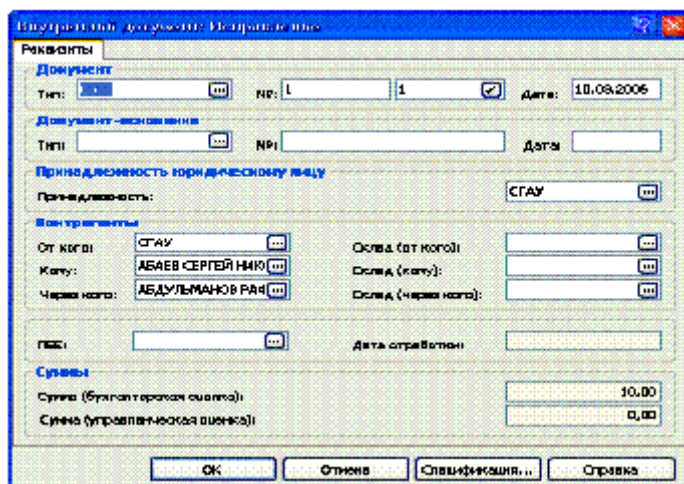 Внутренний документ: Исправление
Реквизиты
Документ
Тип: №: 1 1 Дата: 10.09.2006
Документ-основание
Тип: №: Дата:
Принадлежность юридическому лицу
Принадлежность: СГАУ
Контрагенты
От кого: СГАУ Склад (от кого):
Кому: АБАЕВ СЕРГЕЙ НИК Склад (кому):
Через кого: АБДУЛЬМАНОВ РАФ Склад (через кого):
ПБЕ: Дата отработки:
Суммы
Сумма (бухгалтерская оценка): 10.00
Сумма (управленческая оценка): 0,00
ОК Отмена Спецификация... Справка